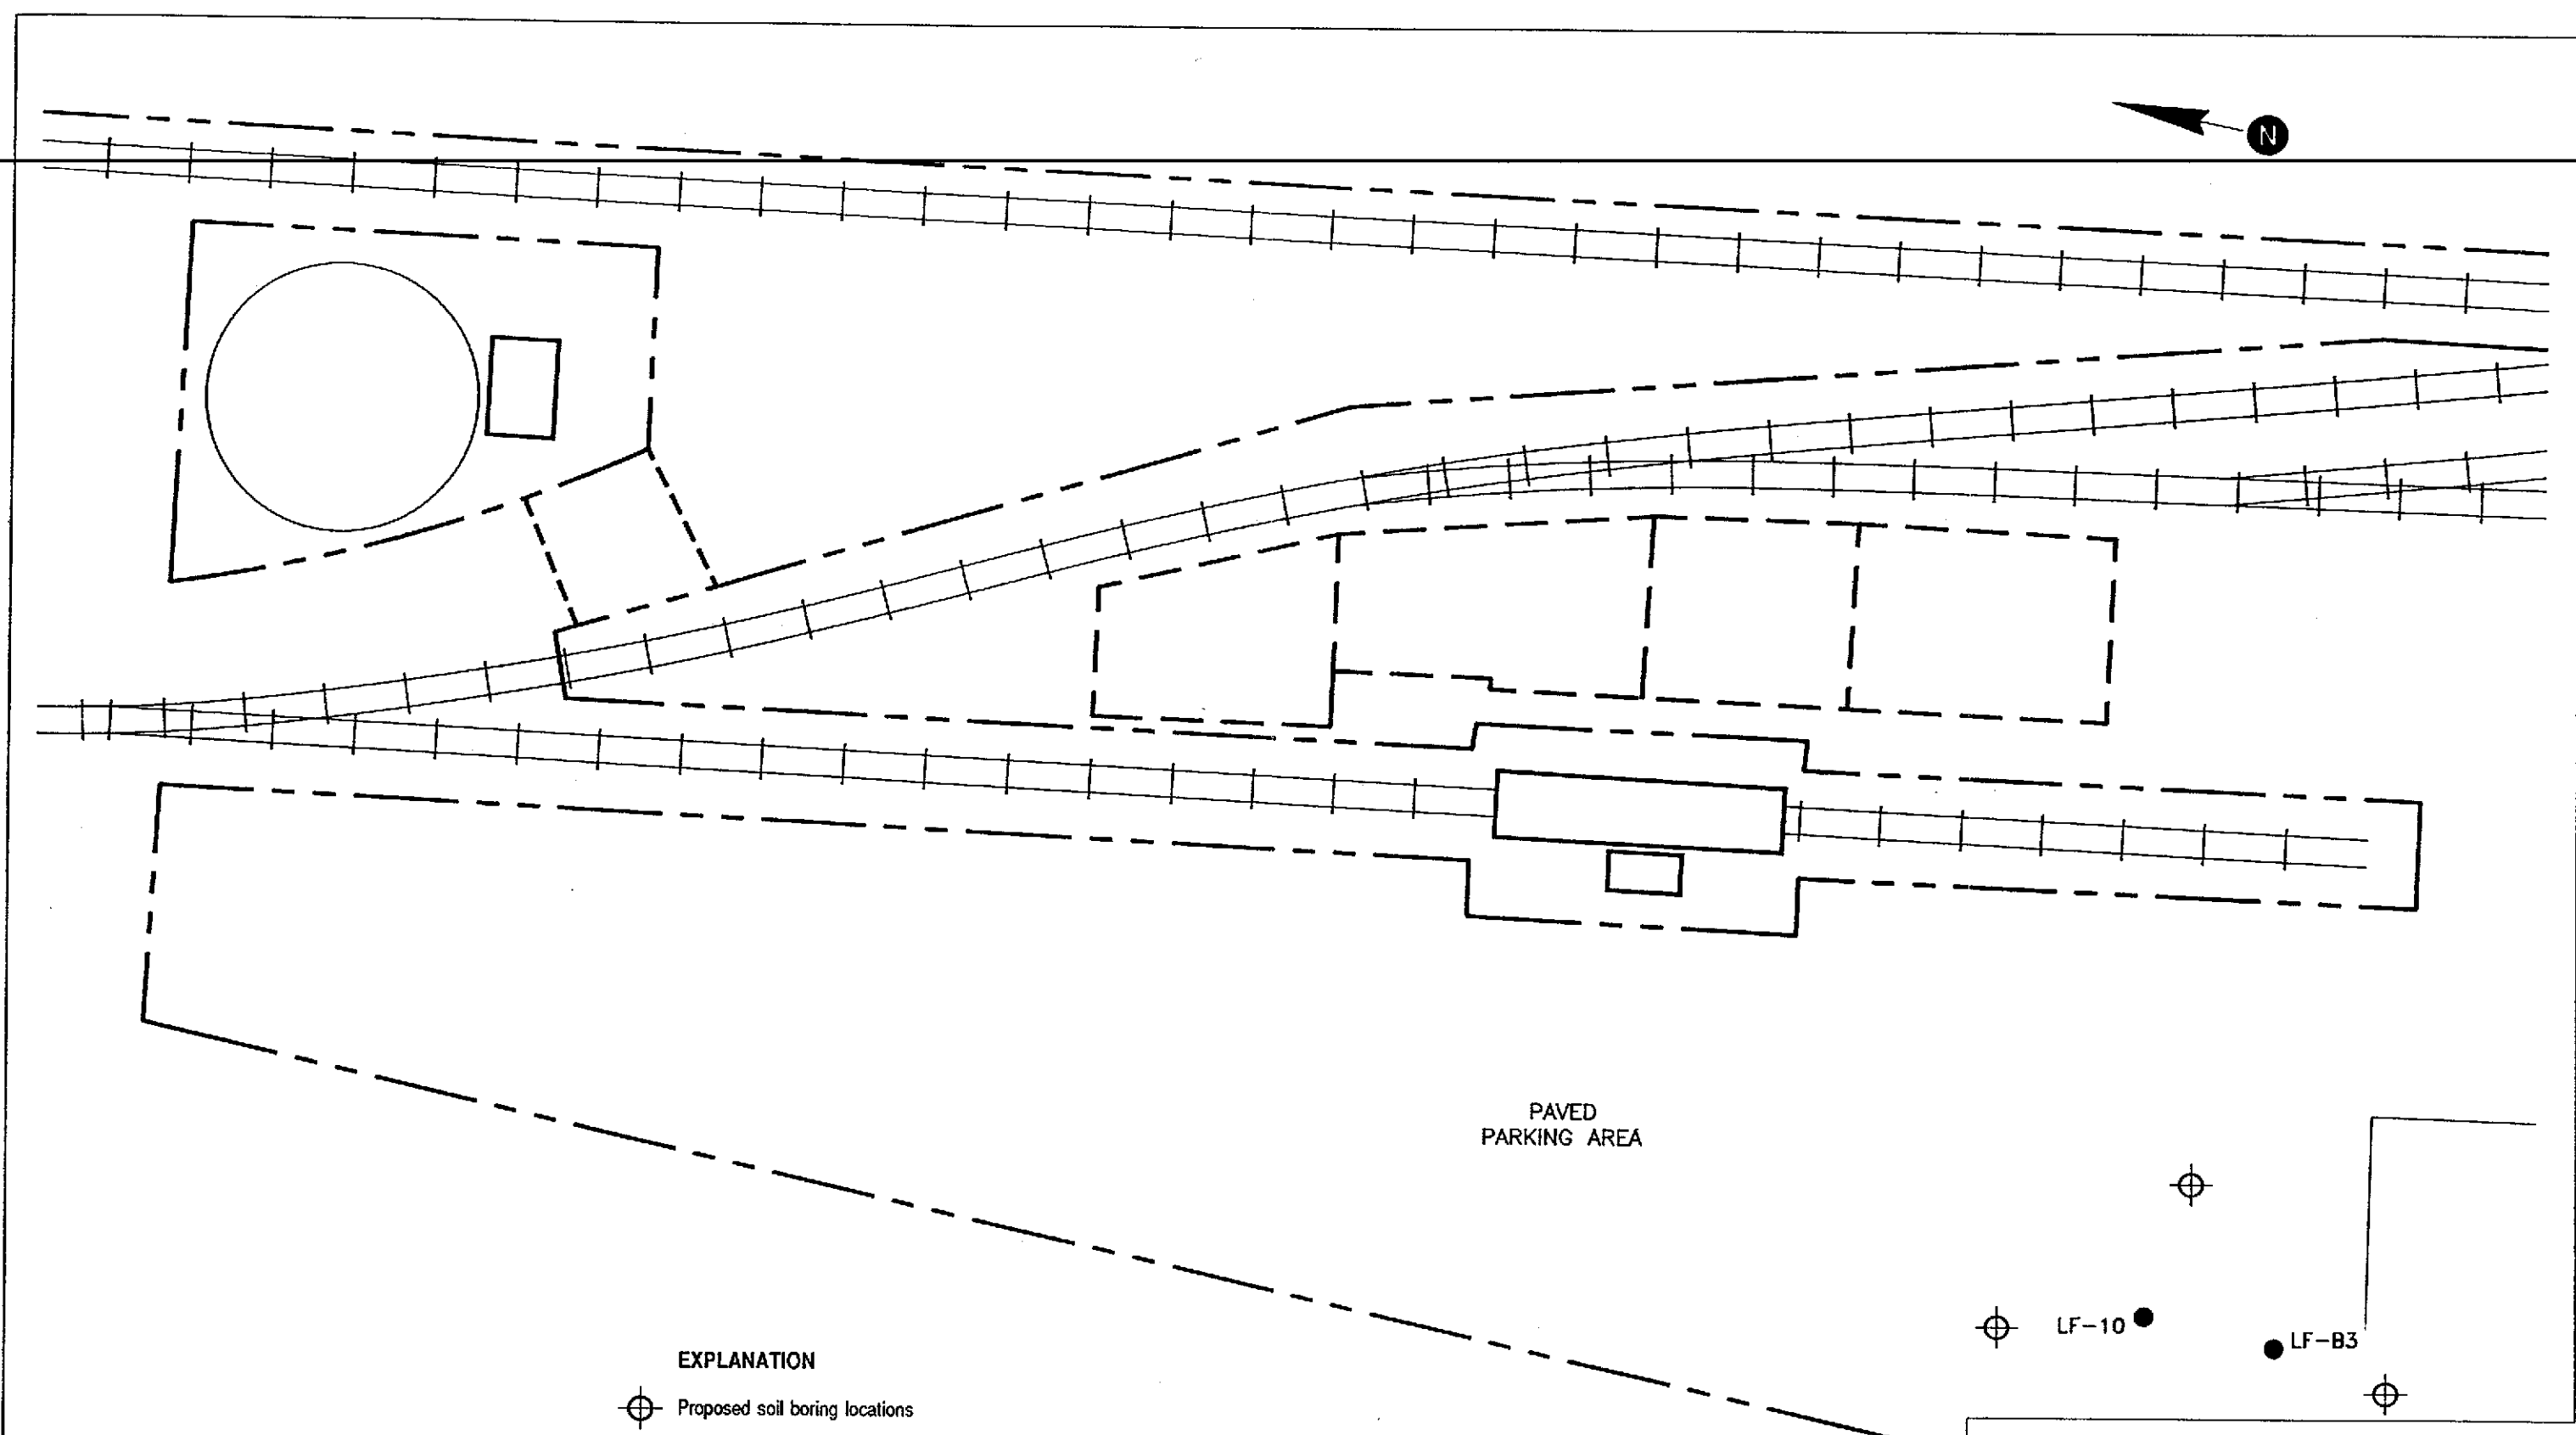 N
PAVED
PARKING AREA
LF-10
LF-B3
EXPLANATION
Proposed soil boring locations